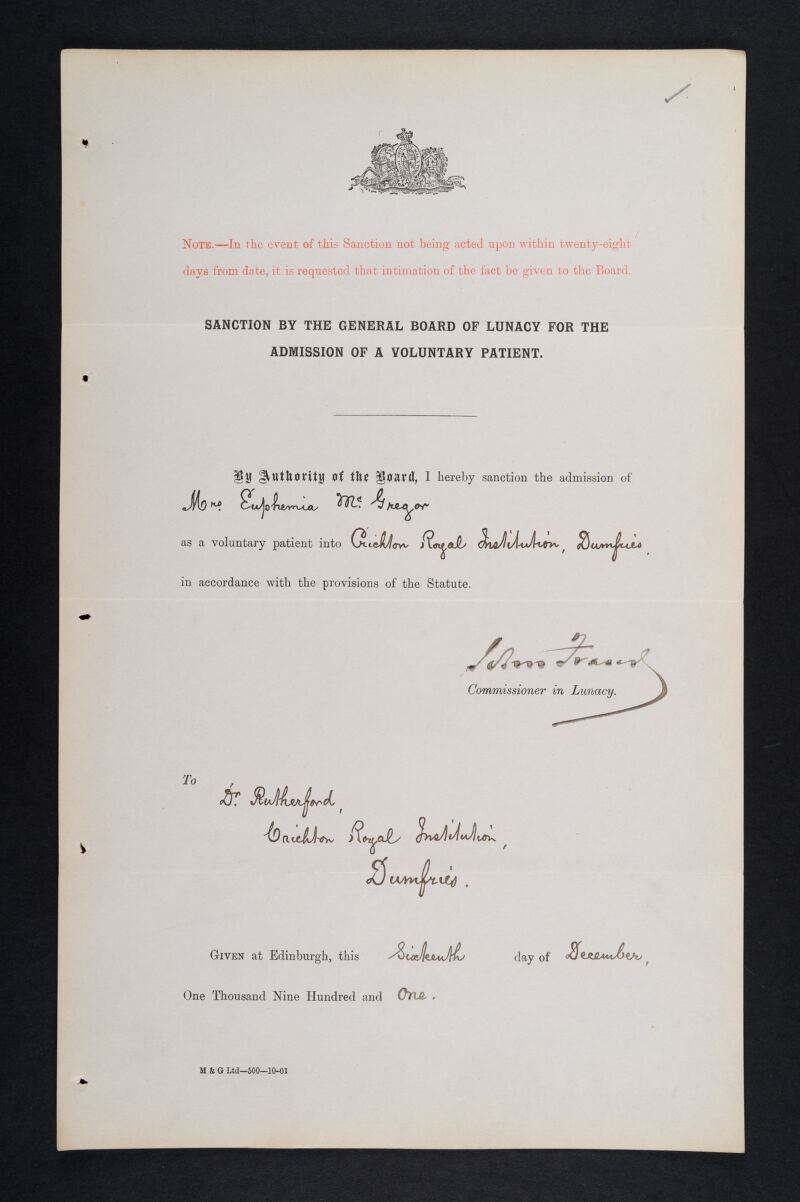 NOTE.—In the event of this Sanction not being acted upon within twenty-eight
days from date, it is requested that intimation of the fact be given to the Board.
SANCTION BY THE GENERAL BOARD OF LUNACY FOR THE
ADMISSION OF A VOLUNTARY PATIENT.
By Authority of the Board, I hereby sanction the admission of
Mrs Euphemia Mc Gregor
as a voluntary patient into Crichton Royal Institution, Dumfries,
in accordance with the provisions of the Statute.
John Fraser
Commissioner in Lunacy.
To
Dr. Rutherford,
Crichton Royal Institution,
Dumfries.
GIVEN at Edinburgh, this Sixteenth day of December,
One Thousand Nine Hundred and One.
M & G Ltd—500—10-01